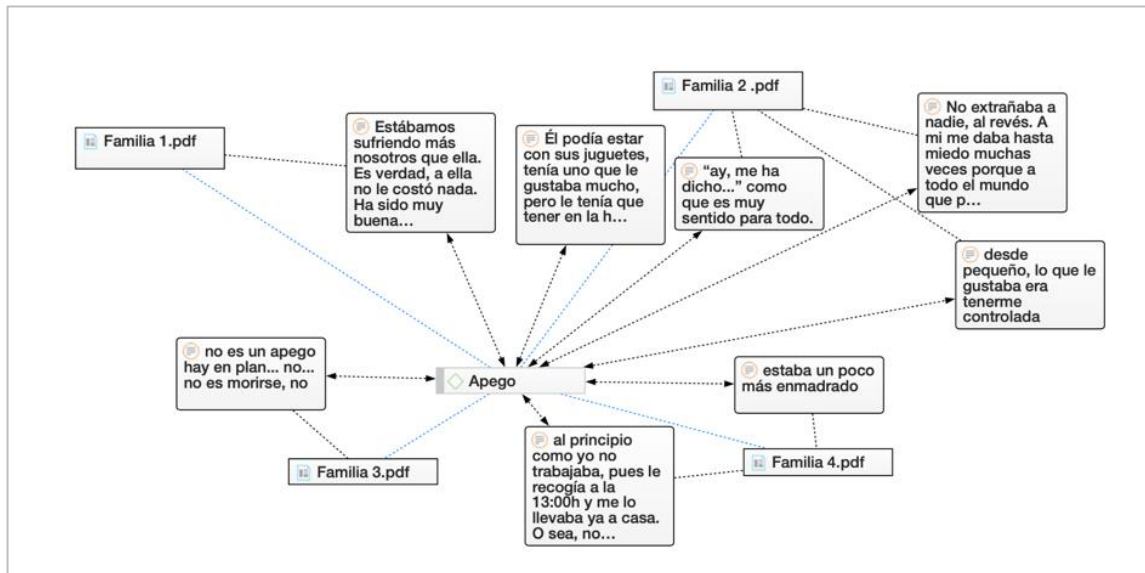 Familia 1.pdf
Estábamos
sufriendo más
nosotros que ella.
Es verdad, a ella
no le costó nada.
Ha sido muy
buena…
Él podía estar
con sus juguetes,
tenía uno que le
gustaba mucho,
pero le tenía que
tener en la h…
Familia 2 .pdf
“ay, me ha
dicho...” como
que es muy
sentido para todo.
No extrañaba a
nadie, al revés. A
mi me daba hasta
miedo muchas
veces porque a
todo el mundo
que p…
desde
pequeño, lo que le
gustaba era
tenerme
controlada
no es un apego
hay en plan... no...
no es morirse, no
Apego
estaba un poco
más enmadrado
Familia 3.pdf
al principio
como yo no
trabajaba, pues le
recogía a la
13:00h y me lo
llevaba ya a casa.
O sea, no…
Familia 4.pdf